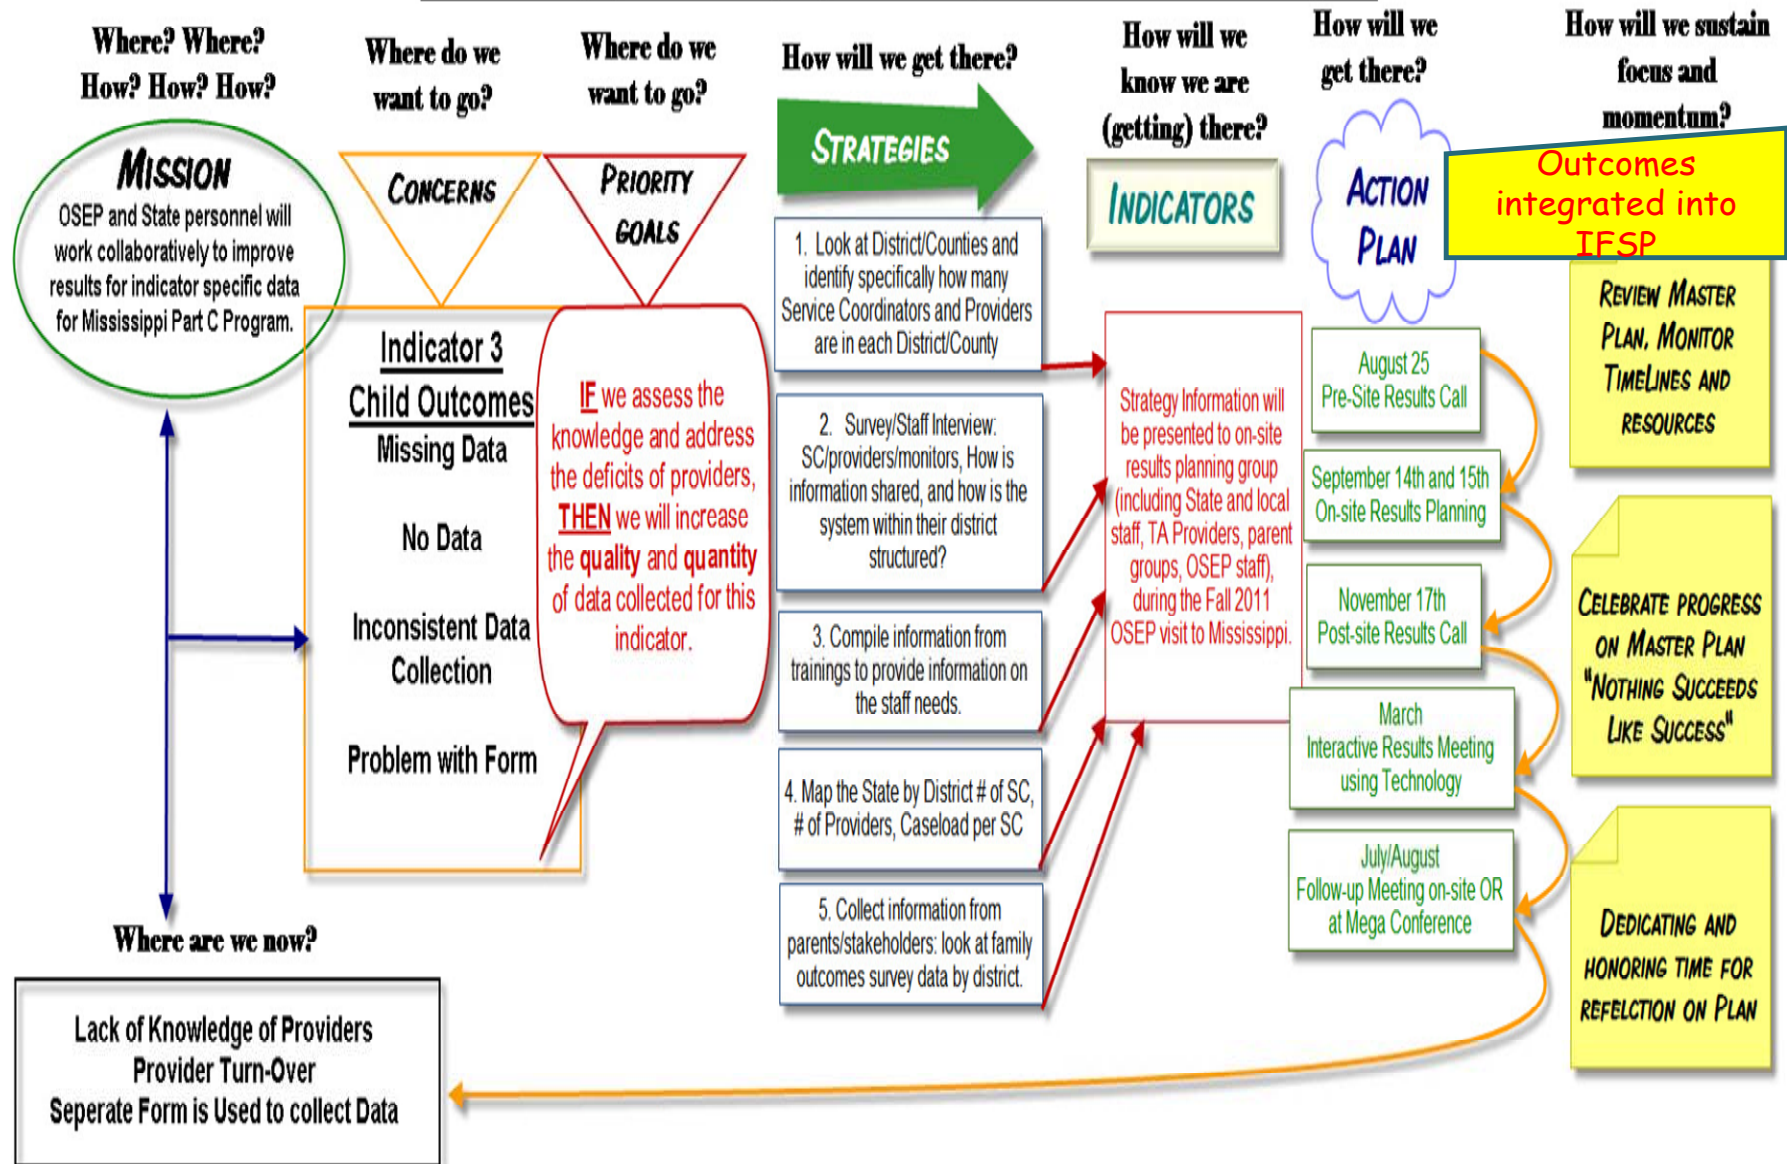 Where? Where?
How? How? How?
MISSION
OSEP and State personnel will
work collaboratively to improve
results for indicator specific data
for Mississippi Part C Program.
Where are we now?
Lack of Knowledge of Providers
Provider Turn-Over
Seperate Form is Used to collect Data
Where do we
want to go?
CONCERNS
Indicator 3
Child Outcomes
Missing Data
No Data
Inconsistent Data
Collection
Problem with Form
Where do we
want to go?
PRIORITY
GOALS
IF we assess the
knowledge and address
the deficits of providers,
THEN we will increase
the quality and quantity
of data collected for this
indicator.
How will we get there?
STRATEGIES
1. Look at District/Counties and
identify specifically how many
Service Coordinators and Providers
are in each District/County
2. Survey/Staff Interview:
SC/providers/monitors, How is
information shared, and how is the
system within their district
structured?
3. Compile information from
trainings to provide information on
the staff needs.
4. Map the State by District # of SC,
# of Providers, Caseload per SC
5. Collect information from
parents/stakeholders: look at family
outcomes survey data by district.
How will we
know we are
(getting) there?
INDICATORS
Strategy Information will
be presented to on-site
results planning group
(including State and local
staff, TA Providers, parent
groups, OSEP staff),
during the Fall 2011
OSEP visit to Mississippi.
How will we
get there?
ACTION
PLAN
August 25
Pre-Site Results Call
September 14th and 15th
On-site Results Planning
November 17th
Post-site Results Call
March
Interactive Results Meeting
using Technology
July/August
Follow-up Meeting on-site OR
at Mega Conference
How will we sustain
focus and
momentum?
Outcomes
integrated into
IFSP
REVIEW MASTER
PLAN, MONITOR
TIMELINES AND
RESOURCES
CELEBRATE PROGRESS
ON MASTER PLAN
"NOTHING SUCCEEDS
LIKE SUCCESS"
DEDICATING AND
HONORING TIME FOR
REFELCTION ON PLAN